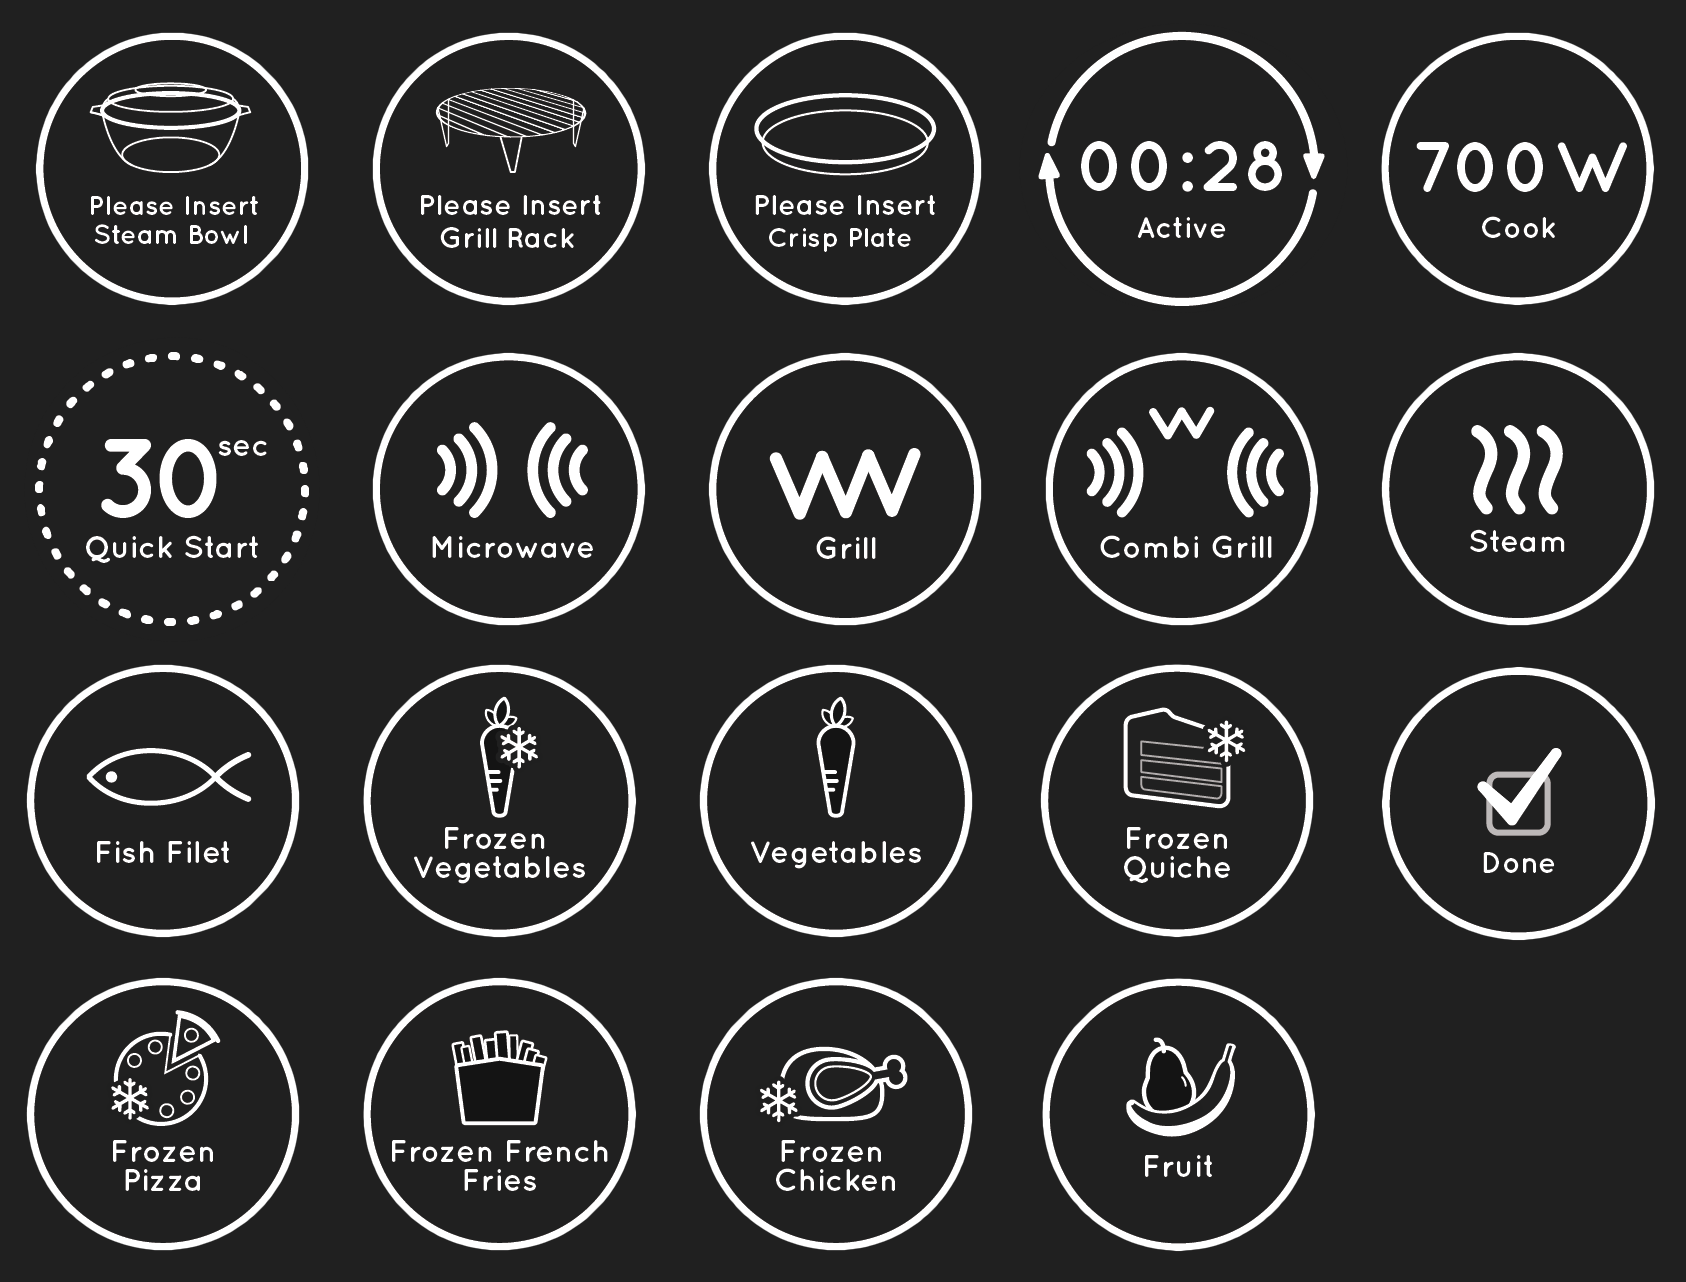 Please Insert
Steam Bowl
Please Insert
Grill Rack
Please Insert
Crisp Plate
00:28
Active
700 W
Cook
30 sec
Quick Start
Microwave
Grill
W
Combi Grill
Steam
Fish Filet
Frozen
Vegetables
Vegetables
Frozen
Quiche
Done
Frozen
Pizza
Frozen French
Fries
Frozen
Chicken
Fruit